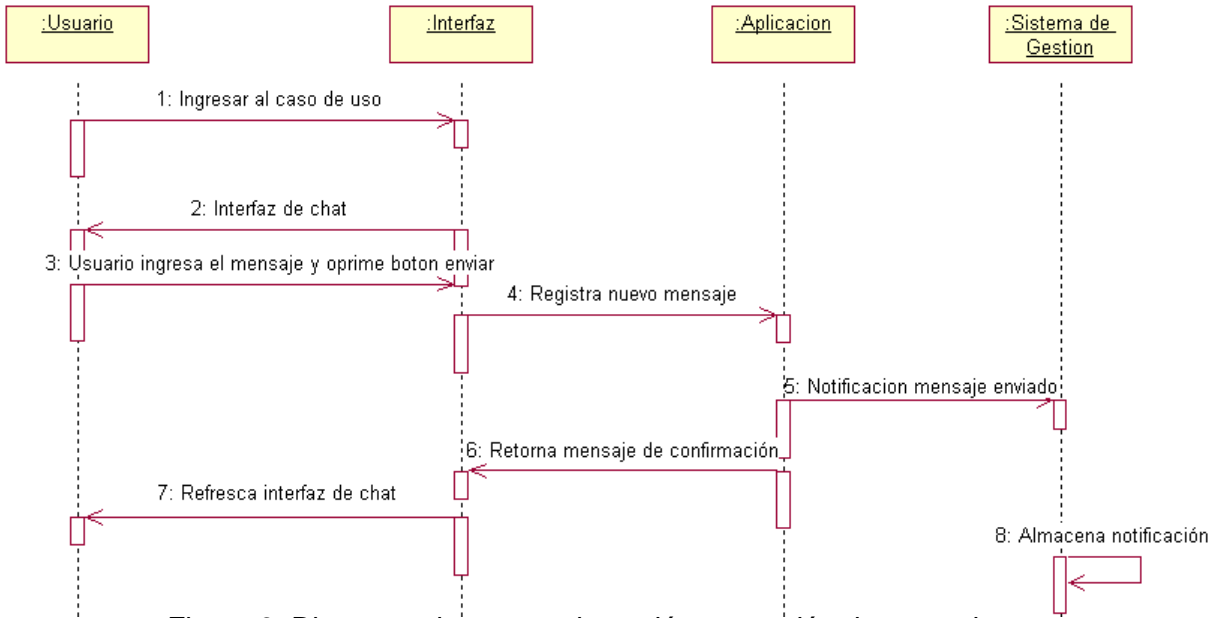 :Usuario
:Interfaz
:Aplicacion
:Sistema de
Gestion
1: Ingresar al caso de uso
2: Interfaz de chat
3: Usuario ingresa el mensaje y oprime boton enviar
4: Registra nuevo mensaje
5: Notificacion mensaje enviado
6: Retorna mensaje de confirmación
7: Refresca interfaz de chat
8: Almacena notificación